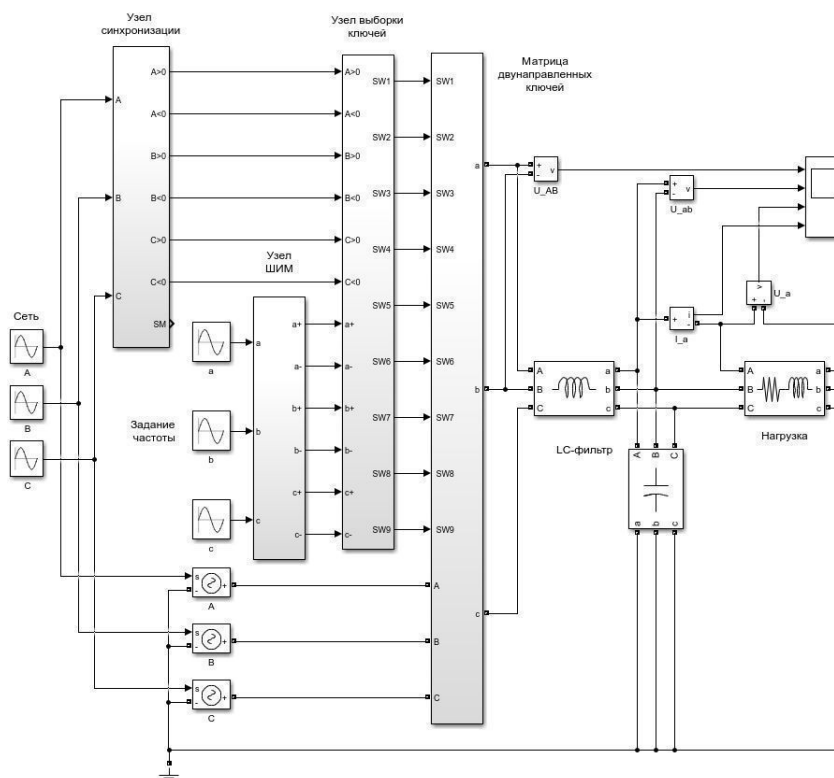 Узел
синхронизации
Узел выборки
ключей
Матрица
двунаправленных
ключей
A
B
C
A>0
A<0
B>0
B<0
C>0
C<0
SM
A>0
A<0
B>0
B<0
C>0
C<0
a+
a-
b+
b-
c+
c-
SW1
SW2
SW3
SW4
SW5
SW6
SW7
SW8
SW9
SW1
SW2
SW3
SW4
SW5
SW6
SW7
SW8
SW9
A
B
C
a
b
c
Узел
ШИМ
a
b
c
a+
a-
b+
b-
c+
c-
Сеть
A
B
C
Задание
частоты
a
b
c
s
-
+
A
s
-
+
B
s
-
+
C
+
-
v
U_AB
+
-
v
U_ab
+
-
v
U_a
+
i
-
I_a
A
B
C
a
b
c
LC-фильтр
A
B
C
a
b
c
A
B
C
a
b
c
Нагрузка